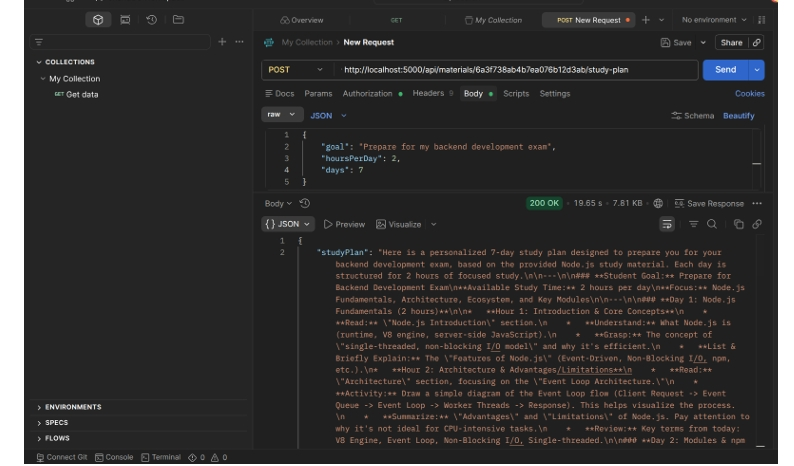 Overview
GET
My Collection
POST New Request
No environment
My Collection › New Request
Save
Share
COLLECTIONS
My Collection
GET Get data
POST
http://localhost:5000/api/materials/6a3f738ab4b7ea076b12d3ab/study-plan
Send
Docs Params Authorization Headers 9 Body Scripts Settings
Cookies
raw
JSON
Schema Beautify
1 {
2 "goal": "Prepare for my backend development exam",
3 "hoursPerDay": 2,
4 "days": 7
5 }
Body
200 OK • 19.65 s • 7.81 KB
Save Response
{} JSON
Preview
Visualize
1 {
2 "studyPlan": "Here is a personalized 7-day study plan designed to prepare you for your
backend development exam, based on the provided Node.js study material. Each day is
structured for 2 hours of focused study.\n\n---\n\n### **Student Goal:** Prepare for
Backend Development Exam\n**Available Study Time:** 2 hours per day\n**Focus:** Node.js
Fundamentals, Architecture, Ecosystem, and Key Modules\n\n---\n\n### **Day 1: Node.js
Fundamentals (2 hours)**\n\n* **Hour 1: Introduction & Core Concepts**\n *
**Read:** \"Node.js Introduction\" section.\n * **Understand:** What Node.js is
(runtime, V8 engine, server-side JavaScript).\n * **Grasp:** The concept of
\"single-threaded, non-blocking I/O model\" and why it's efficient.\n * **List &
Briefly Explain:** The \"Features of Node.js\" (Event-Driven, Non-Blocking I/O, npm,
etc.).\n* **Hour 2: Architecture & Advantages/Limitations**\n * **Read:**
\"Architecture\" section, focusing on the \"Event Loop Architecture.\"\n *
**Activity:** Draw a simple diagram of the Event Loop flow (Client Request -> Event
Queue -> Event Loop -> Worker Threads -> Response). This helps visualize the process.
\n * **Summarize:** \"Advantages\" and \"Limitations\" of Node.js. Pay attention to
why it's not ideal for CPU-intensive tasks.\n * **Review:** Key terms from today:
V8 Engine, Event Loop, Non-Blocking I/O, Single-threaded.\n\n### **Day 2: Modules & npm
ENVIRONMENTS
SPECS
FLOWS
Connect Git
Console
Terminal
0
0